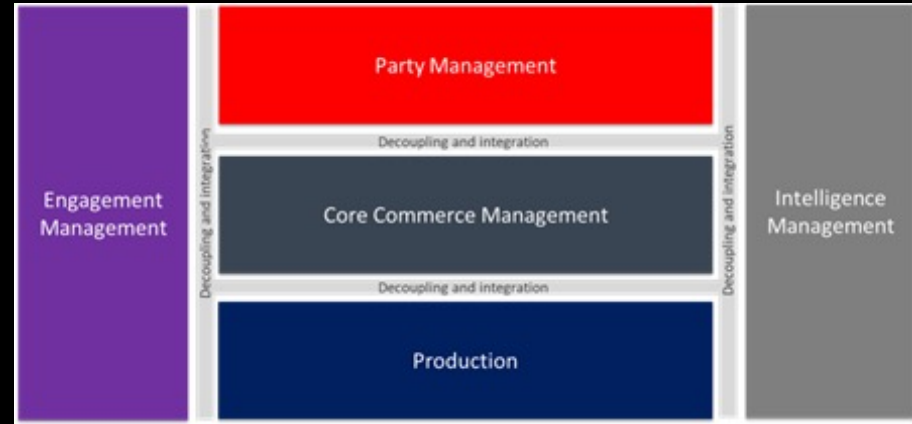 Engagement
Management
Decoupling and integration
Party Management
Decoupling and integration
Core Commerce Management
Decoupling and integration
Production
Decoupling and integration
Intelligence
Management